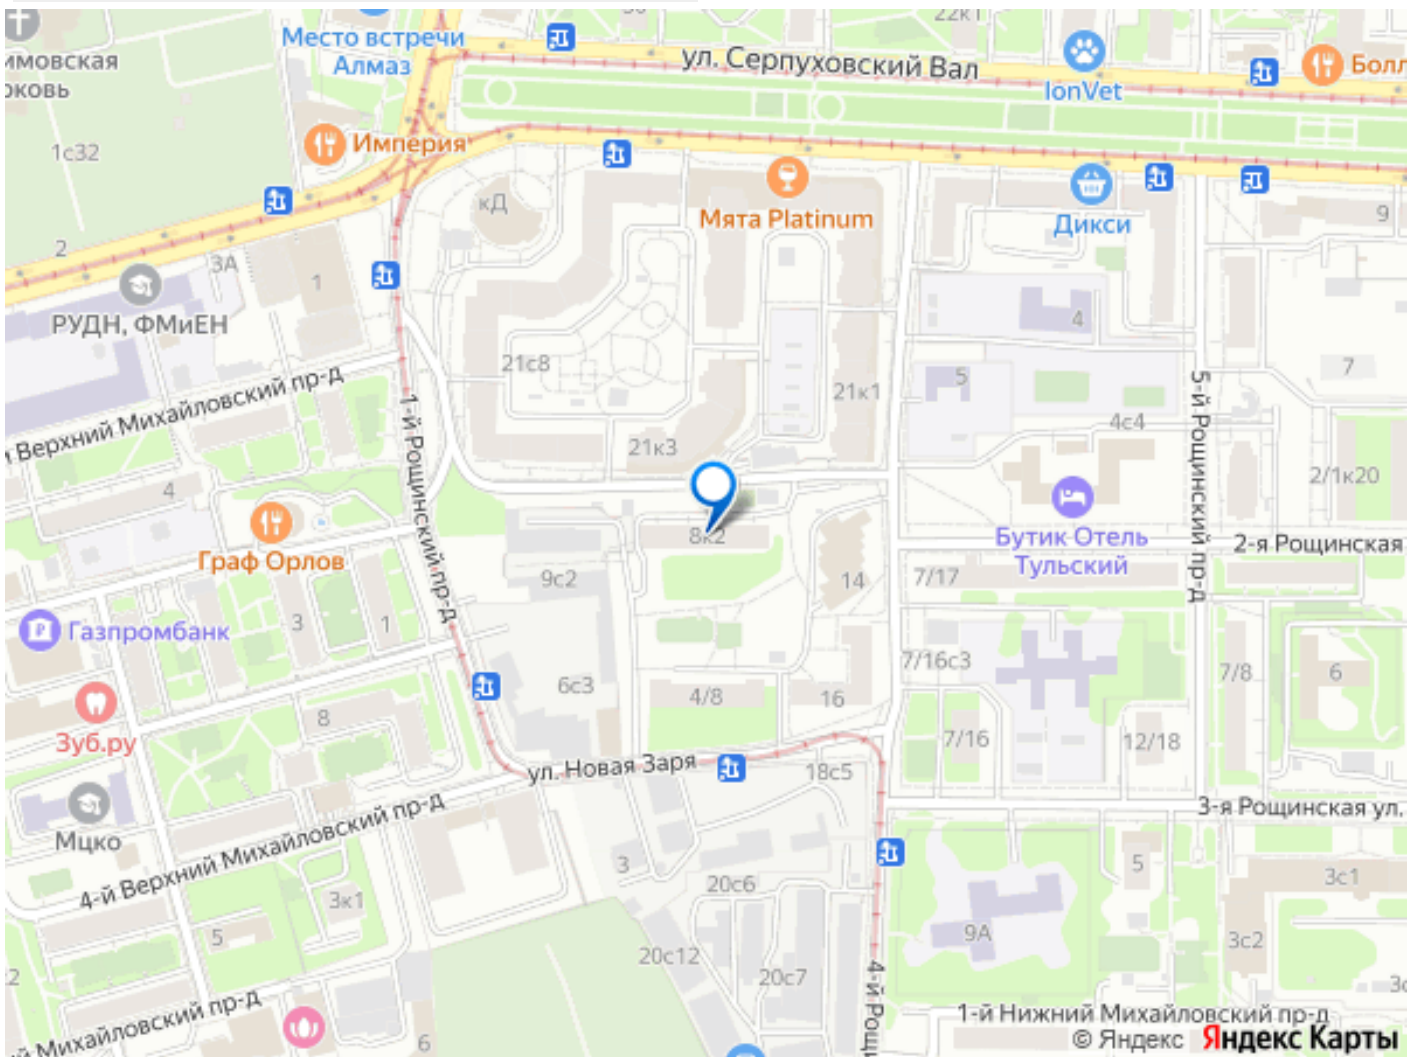 22к1
Место встречи
Алмаз
ул. Серпуховский Вал
IonVet
Болл
имовская
рковь
1с32
Империя
кД
Мята Platinum
Дикси
9
2
3А
1
РУДН, ФМиЕН
4
21с8
5
7
21к1
й Верхний Михайловский пр-д
1-й Рощинский пр-д
5-й Рощинский пр-д
4с4
21к3
2/1к20
4
Граф Орлов
8к2
Бутик Отель
Тульский
2-я Рощинская
9с2
14
7/17
Газпромбанк
3
1
7/16с3
7/8
6
6с3
4/8
16
Зуб.ру
8
7/16
12/18
ул. Новая Заря
18с5
3-я Рощинская ул.
Мцко
4-й Верхний Михайловский пр-д
3
20с6
5
3с1
3к1
5
9А
3с2
20с12
20с7
2
4-й Рощи
3с
й Михайловский пр-д
6
1-й Нижний Михайловский пр-д
© Яндекс Яндекс Карты